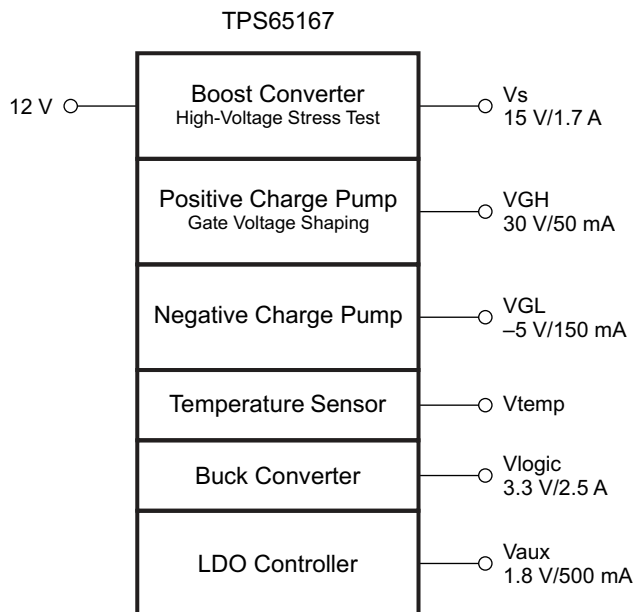 TPS65167
12 V
Boost Converter
High-Voltage Stress Test
Vs
15 V/1.7 A
Positive Charge Pump
Gate Voltage Shaping
VGH
30 V/50 mA
Negative Charge Pump
VGL
–5 V/150 mA
Temperature Sensor
Vtemp
Buck Converter
Vlogic
3.3 V/2.5 A
LDO Controller
Vaux
1.8 V/500 mA